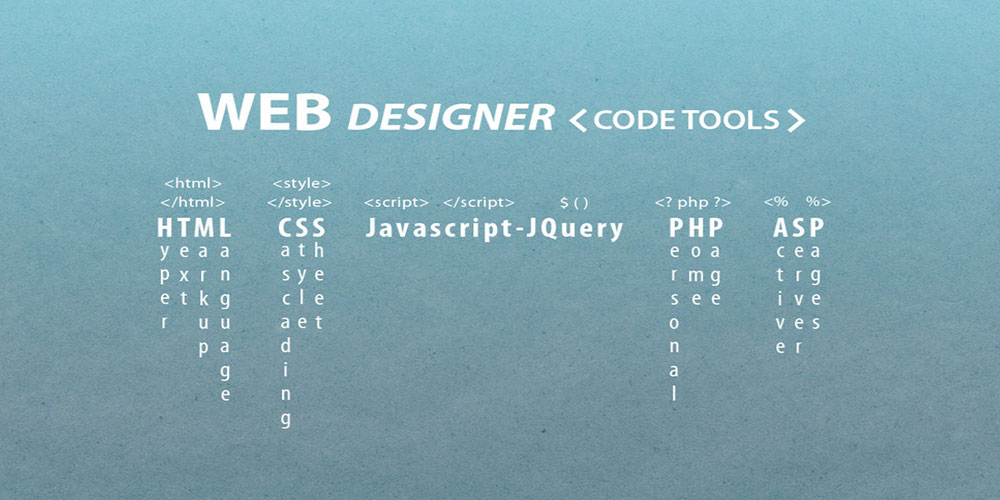 WEB DESIGNER < CODE TOOLS >
<html>
</html>
HTML
yper
ext
arkup
anguage
<style>
</style>
CSS
ascading
tyle
heet
<script> </script> $ ( )
Javascript-JQuery
<? php ?>
PHP
ersonal
ome
age
<% %>
ASP
ctive
erver
ages